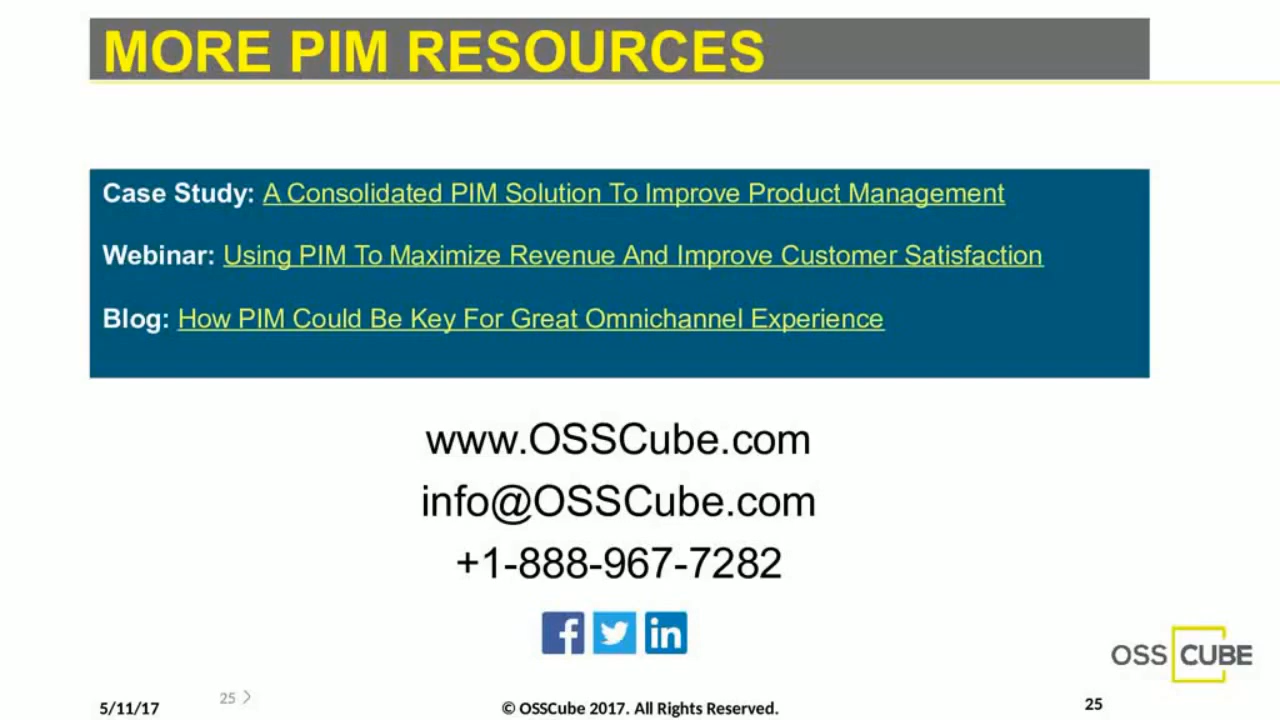 MORE PIM RESOURCES
Case Study: A Consolidated PIM Solution To Improve Product Management
Webinar: Using PIM To Maximize Revenue And Improve Customer Satisfaction
Blog: How PIM Could Be Key For Great Omnichannel Experience
www.OSSCube.com
info@OSSCube.com
+1-888-967-7282
f in
OSS CUBE
5/11/17
25 >
© OSSCube 2017. All Rights Reserved.
25